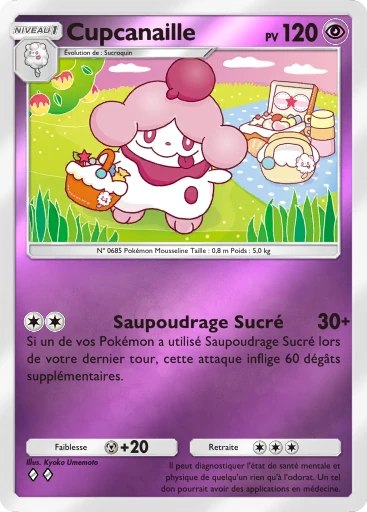 NIVEAU 1
Cupcanaille
PV 120
Évolution de : Sucroquin
N° 0685 Pokémon Mousseline Taille : 0,8 m Poids : 5,0 kg
Saupoudrage Sucré 30+
Si un de vos Pokémon a utilisé Saupoudrage Sucré lors
de votre dernier tour, cette attaque inflige 60 dégâts
supplémentaires.
Faiblesse +20 Retraite
Illus. Kyoko Umemoto
Il peut diagnostiquer l'état de santé mentale et
physique de quelqu'un rien qu'à l'odorat. Un tel
don pourrait avoir des applications en médecine.